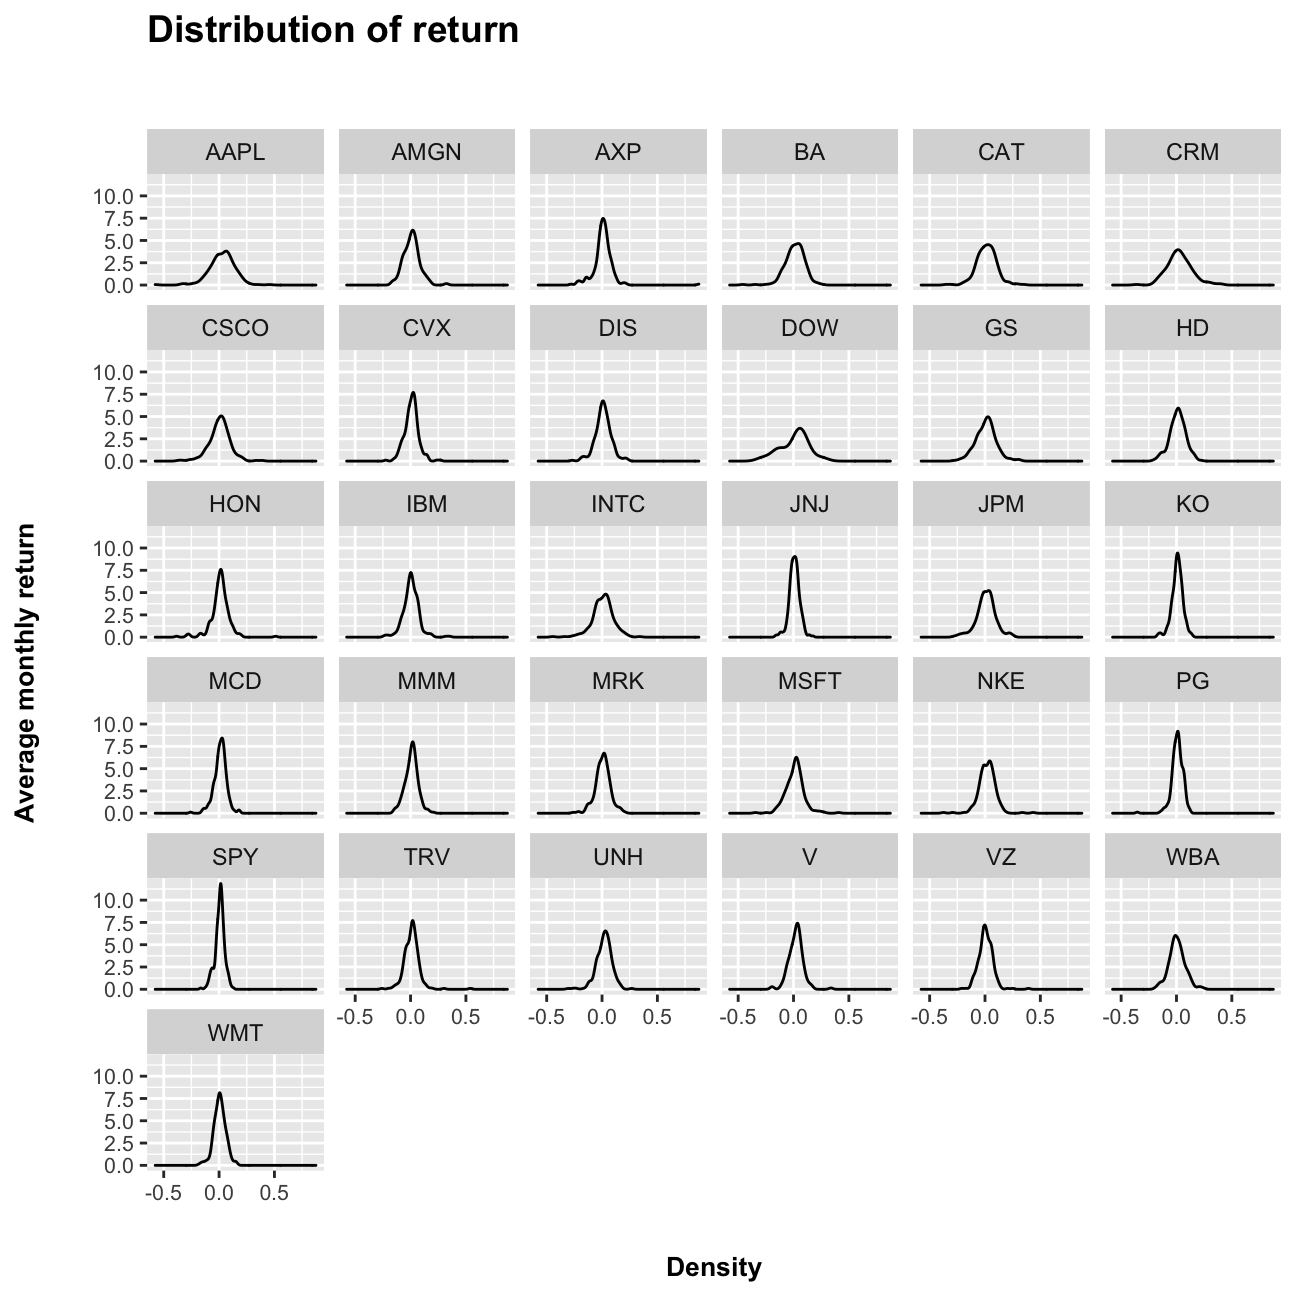 Distribution of return
AAPL AMGN AXP BA CAT CRM
10.0
7.5
5.0
2.5
0.0
CSCO CVX DIS DOW GS HD
10.0
7.5
5.0
2.5
0.0
HON IBM INTC JNJ JPM KO
10.0
7.5
5.0
2.5
0.0
MCD MMM MRK MSFT NKE PG
10.0
7.5
5.0
2.5
0.0
SPY TRV UNH V VZ WBA
10.0
7.5
5.0
2.5
0.0
-0.5 0.0 0.5 -0.5 0.0 0.5 -0.5 0.0 0.5 -0.5 0.0 0.5 -0.5 0.0 0.5
WMT
10.0
7.5
5.0
2.5
0.0
-0.5 0.0 0.5
Average monthly return
Density